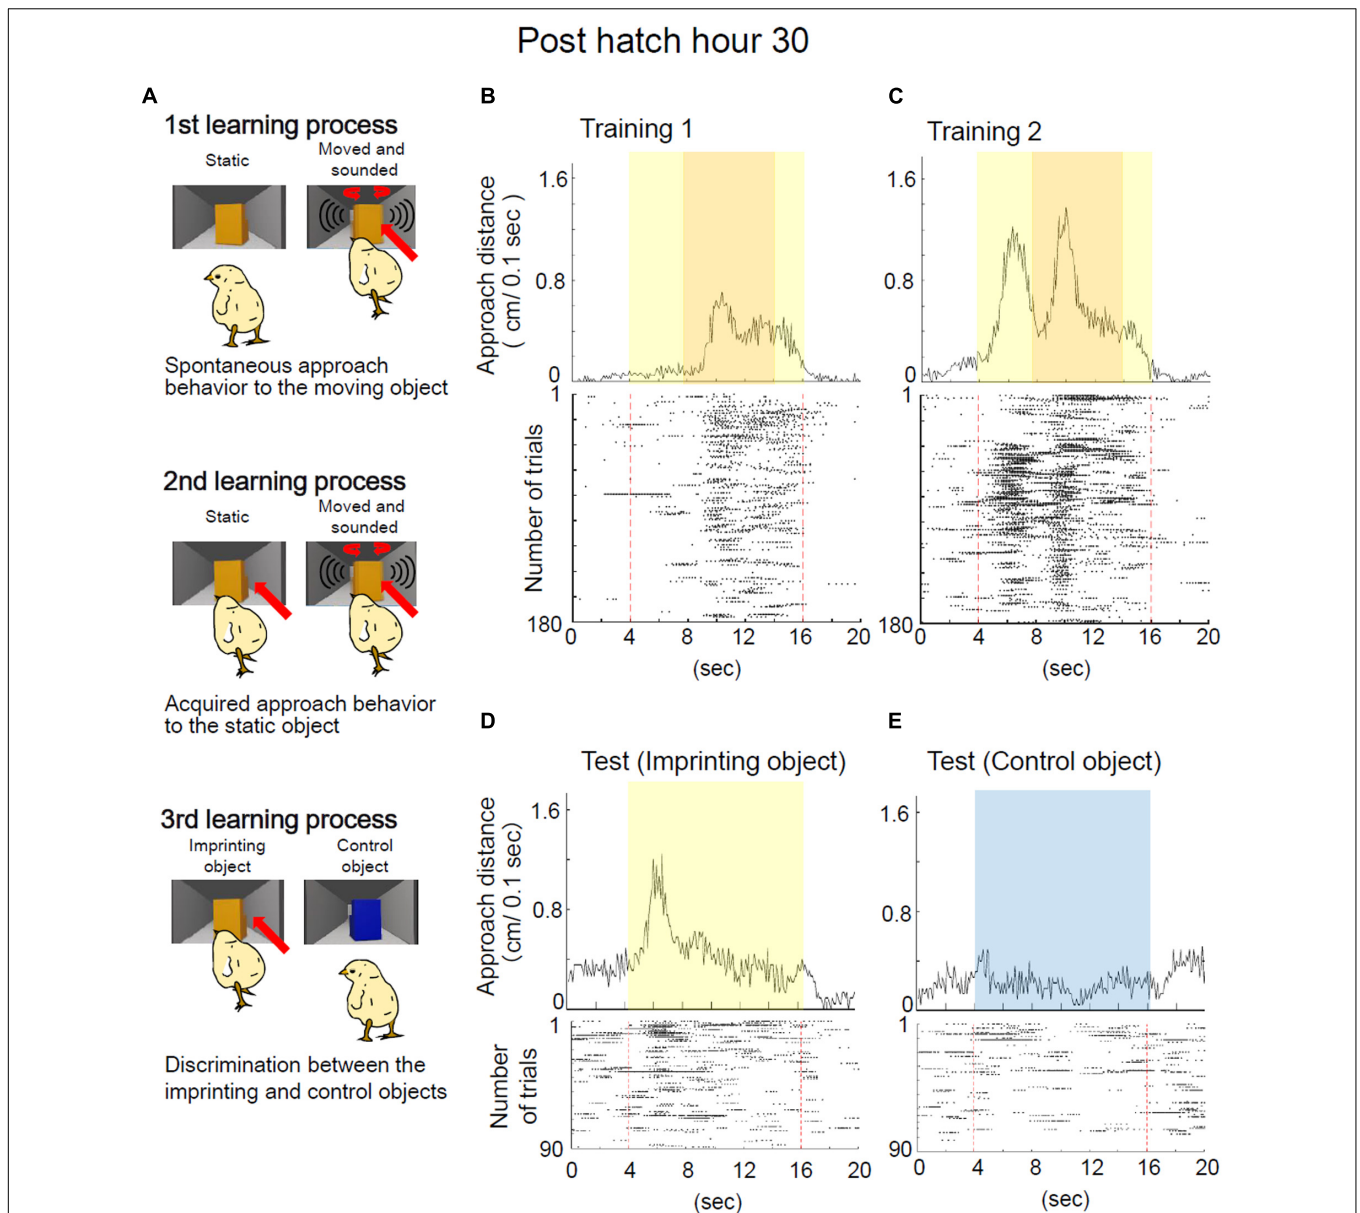 Post hatch hour 30
A
1st learning process
Static
Moved and
sounded
Spontaneous approach
behavior to the moving object
2nd learning process
Static
Moved and
sounded
Acquired approach behavior
to the static object
3rd learning process
Imprinting
object
Control
object
Discrimination between the
imprinting and control objects
B
Training 1
Approach distance
( cm/ 0.1 sec )
1.6
0.8
0
Number of trials
1
180
0 4 8 12 16 20
(sec)
C
Training 2
1.6
0.8
0
1
180
0 4 8 12 16 20
(sec)
D
Test (Imprinting object)
Approach distance
(cm/ 0.1 sec)
1.6
0.8
0
Number
of trials
1
90
0 4 8 12 16 20
(sec)
E
Test (Control object)
1.6
0.8
0
1
90
0 4 8 12 16 20
(sec)